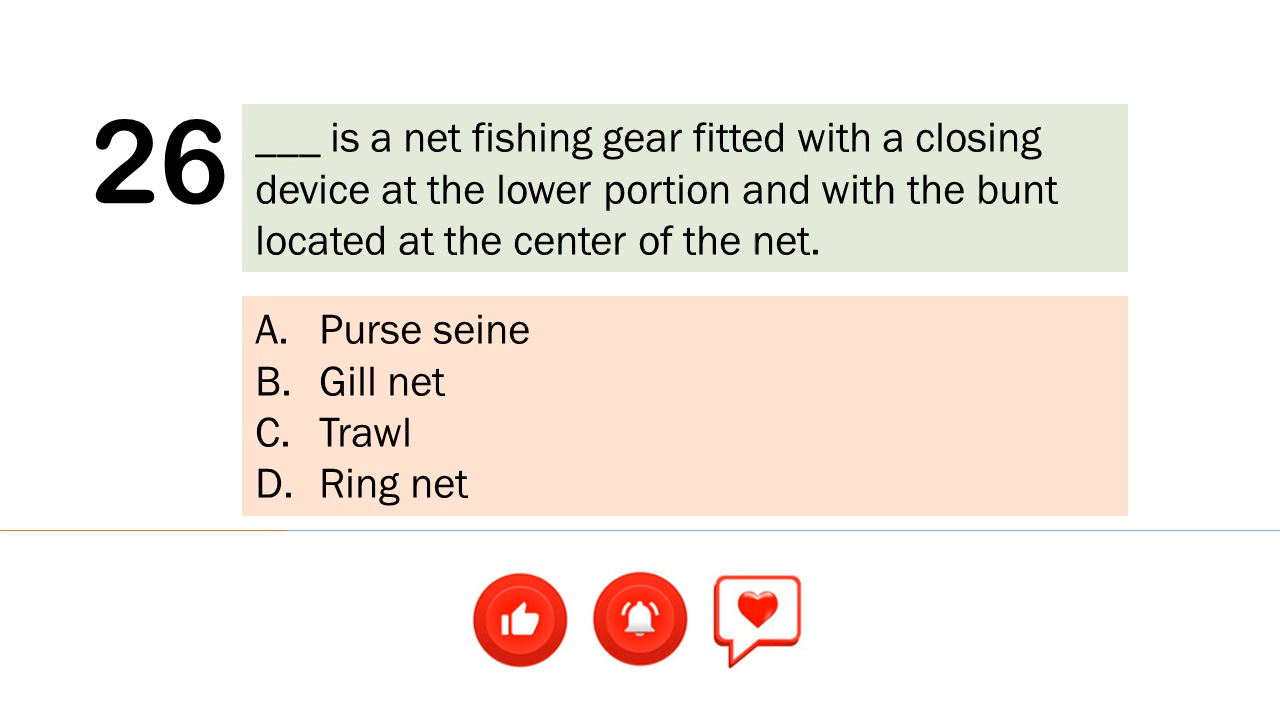 26
___ is a net fishing gear fitted with a closing
device at the lower portion and with the bunt
located at the center of the net.
A. Purse seine
B. Gill net
C. Trawl
D. Ring net